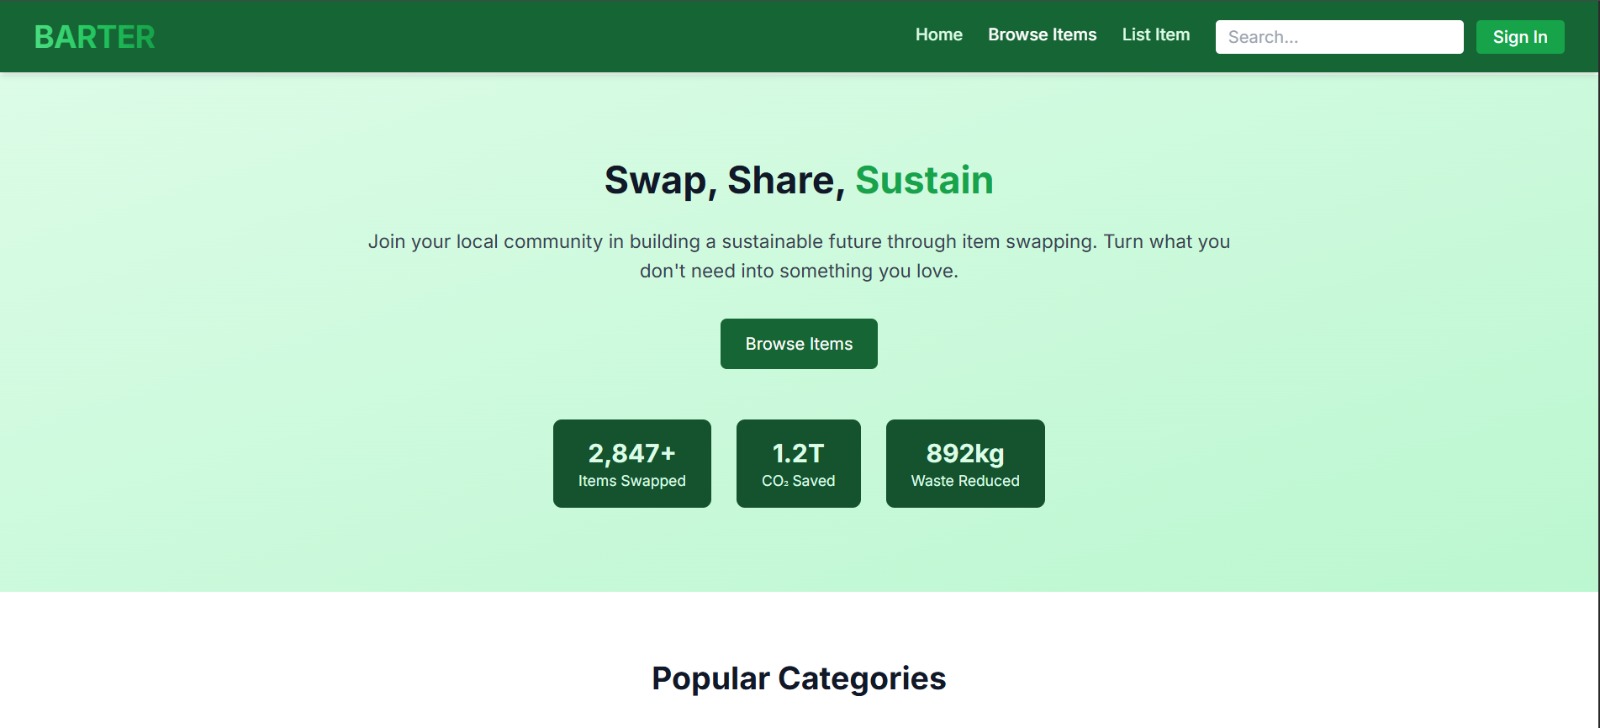 BARTER
Home
Browse Items
List Item
Search...
Sign In
Swap, Share, Sustain
Join your local community in building a sustainable future through item swapping. Turn what you
don't need into something you love.
Browse Items
2,847+
Items Swapped
1.2T
CO₂ Saved
892kg
Waste Reduced
Popular Categories